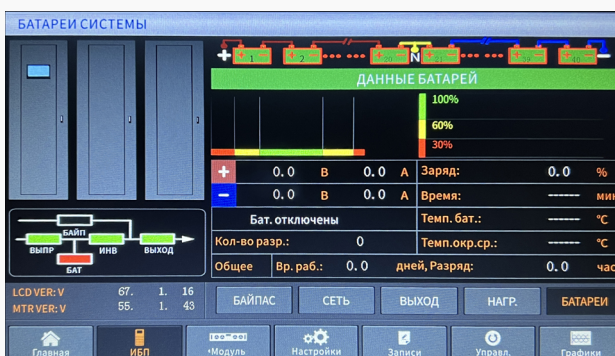 БАТАРЕИ СИСТЕМЫ
+ 1 2 20 N 21 39 40 −
ДАННЫЕ БАТАРЕЙ
100%
60%
30%
+ 0.0 В 0.0 А Заряд: 0.0 %
− 0.0 В 0.0 А Время: ------ мин
Бат. отключены Темп. бат.: ------ °C
Кол-во разр.: 0 Темп.окр.ср.: ------ °C
Общее Вр. раб.: 0.0 дней, Разряд: 0.0 час
БАЙП
ВЫПР ИНВ ВЫХОД
БАТ
LCD VER: V 67. 1. 16
MTR VER: V 55. 1. 43
БАЙПАС СЕТЬ ВЫХОД НАГР. БАТАРЕИ
Главная ИБП Модуль Настройки Записи Управл. Графики